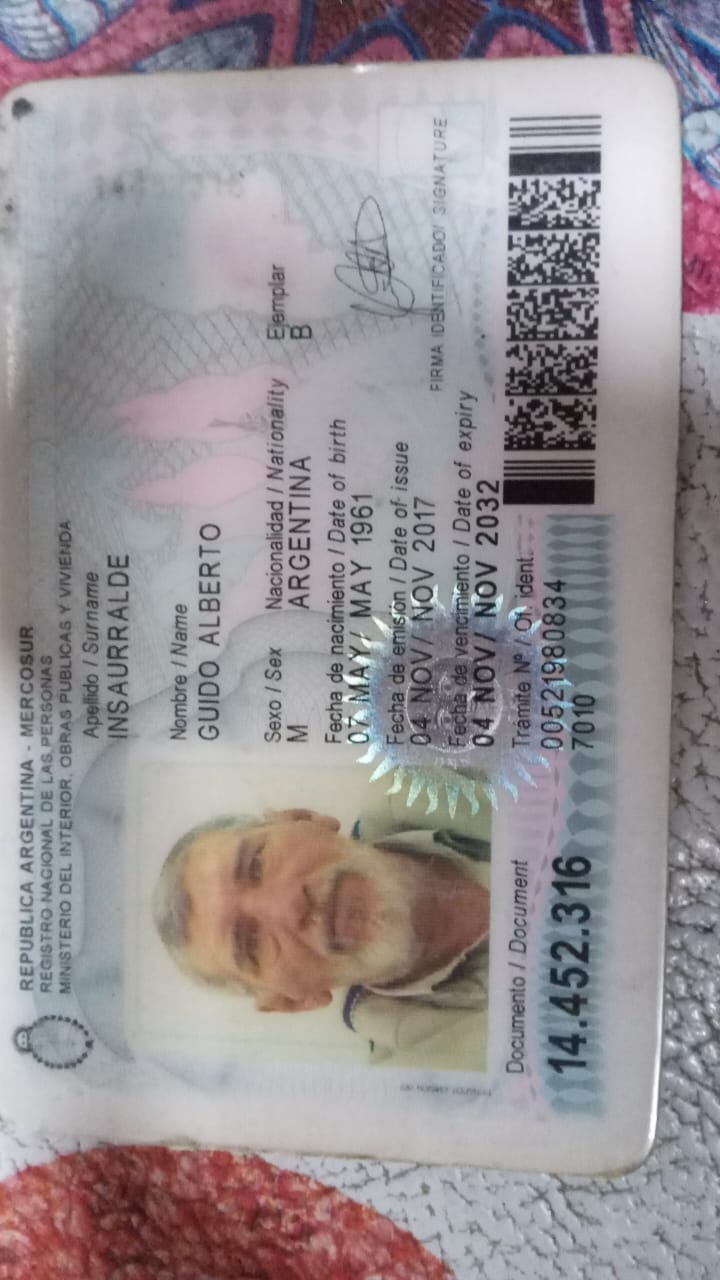 REPUBLICA ARGENTINA - MERCOSUR
REGISTRO NACIONAL DE LAS PERSONAS
MINISTERIO DEL INTERIOR, OBRAS PUBLICAS Y VIVIENDA
Apellido / Surname
INSAURRALDE
Nombre / Name
GUIDO ALBERTO
Sexo / Sex Nacionalidad / Nationality Ejemplar
M ARGENTINA B
Fecha de nacimiento / Date of birth
07 MAY/ MAY 1961
Fecha de emisión / Date of issue
04 NOV/ NOV 2017
Fecha de vencimiento / Date of expiry
04 NOV/ NOV 2032
FIRMA IDENTIFICADO/ SIGNATURE
Tramite Nº / Of. ident.
00521980834
7010
Documento / Document
14.452.316